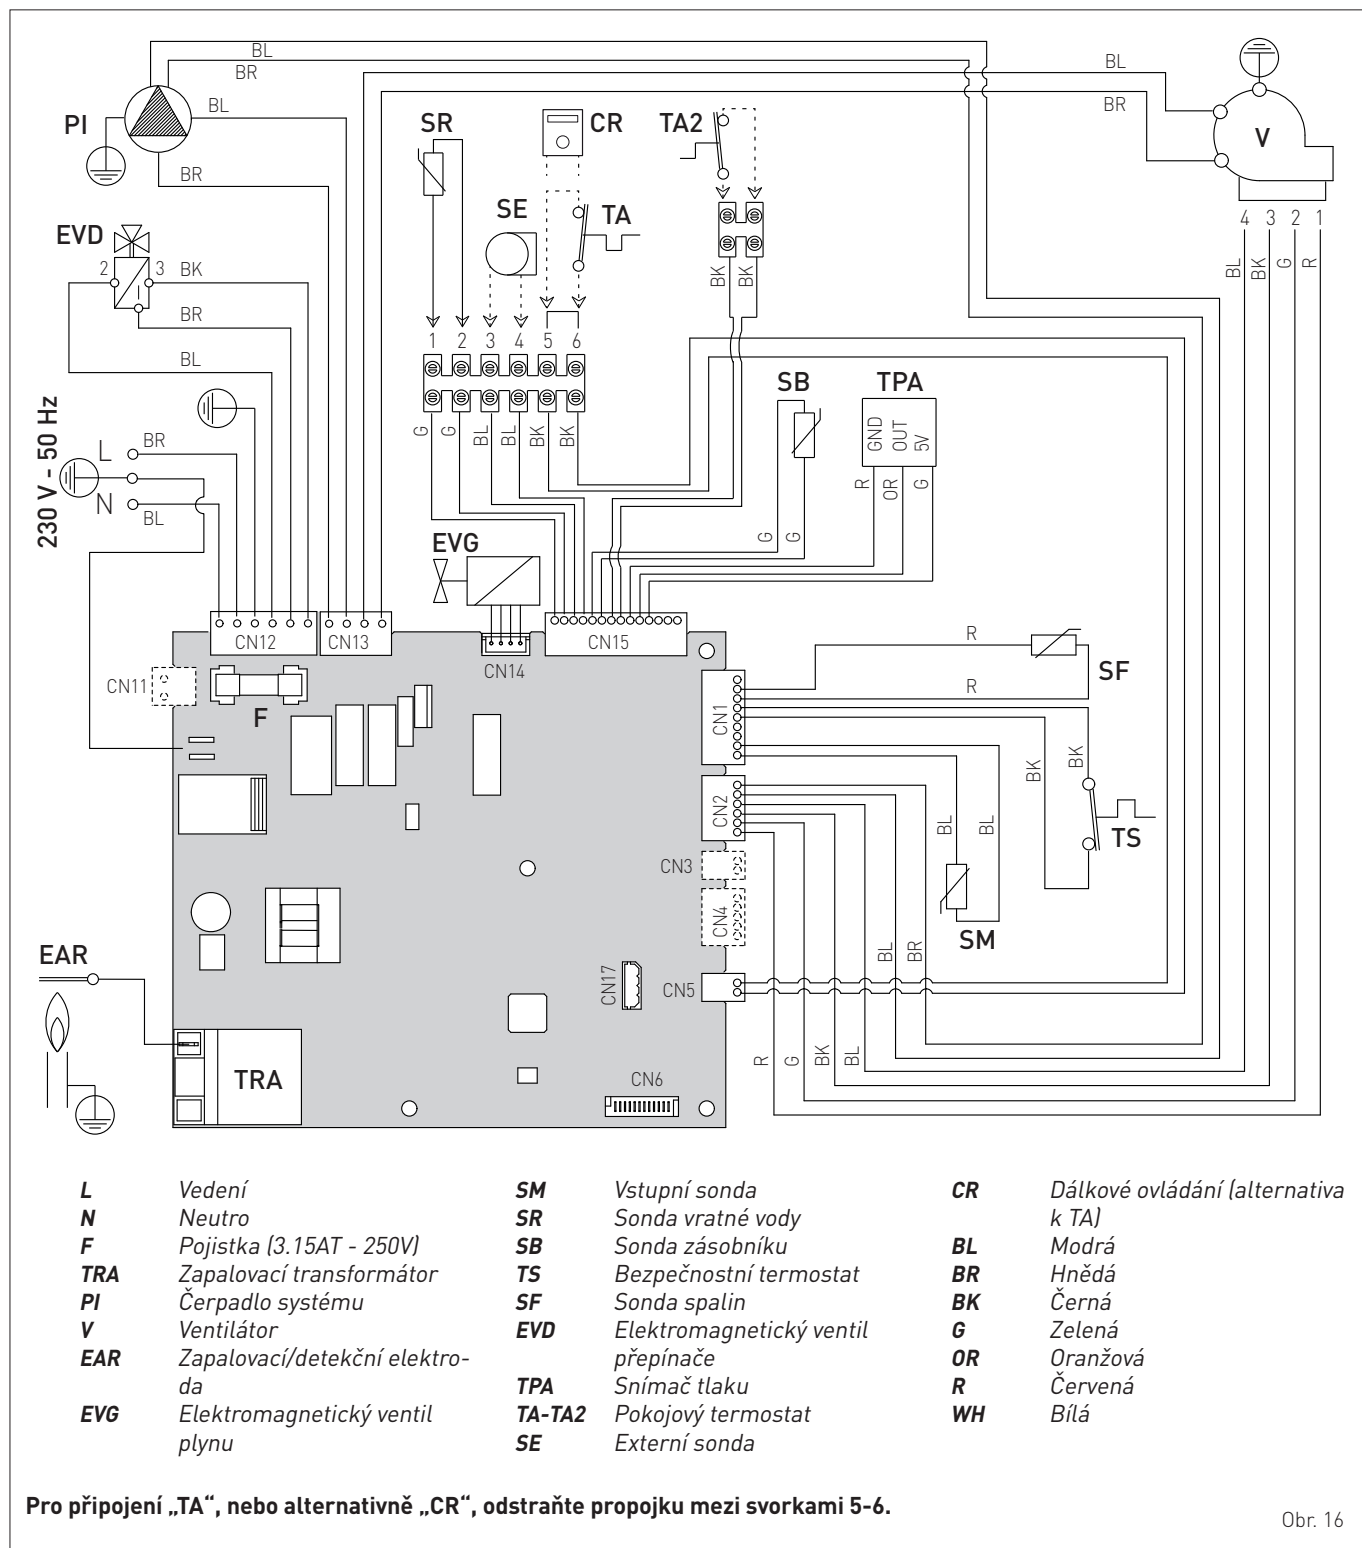 BL
BR
BL
BR
PI
BL
BR
V
4 3 2 1
BL
BK
G
R
SR
CR
TA2
SE
TA
EVD
2
3
BK
BR
BL
BK
BK
1 2 3 4 5 6
G
G
BL
BL
BK
BK
SB
TPA
GND
OUT
5V
R
OR
G
G
G
230 V - 50 Hz
L
BR
N
BL
EVG
CN12
CN13
CN14
CN15
CN11
F
R
R
SF
CN1
BK
BK
TS
CN2
BL
BL
SM
CN3
CN4
BL
BR
CN5
CN17
EAR
TRA
CN6
R
G
BK
BL
L Vedení
N Neutro
F Pojistka (3.15AT - 250V)
TRA Zapalovací transformátor
PI Čerpadlo systému
V Ventilátor
EAR Zapalovací/detekční elektro-
da
EVG Elektromagnetický ventil
plynu
SM Vstupní sonda
SR Sonda vratné vody
SB Sonda zásobníku
TS Bezpečnostní termostat
SF Sonda spalin
EVD Elektromagnetický ventil
přepínače
TPA Snímač tlaku
TA-TA2 Pokojový termostat
SE Externí sonda
CR Dálkové ovládání (alternativa
k TA)
BL Modrá
BR Hnědá
BK Černá
G Zelená
OR Oranžová
R Červená
WH Bílá
Pro připojení „TA“, nebo alternativně „CR“, odstraňte propojku mezi svorkami 5-6.
Obr. 16